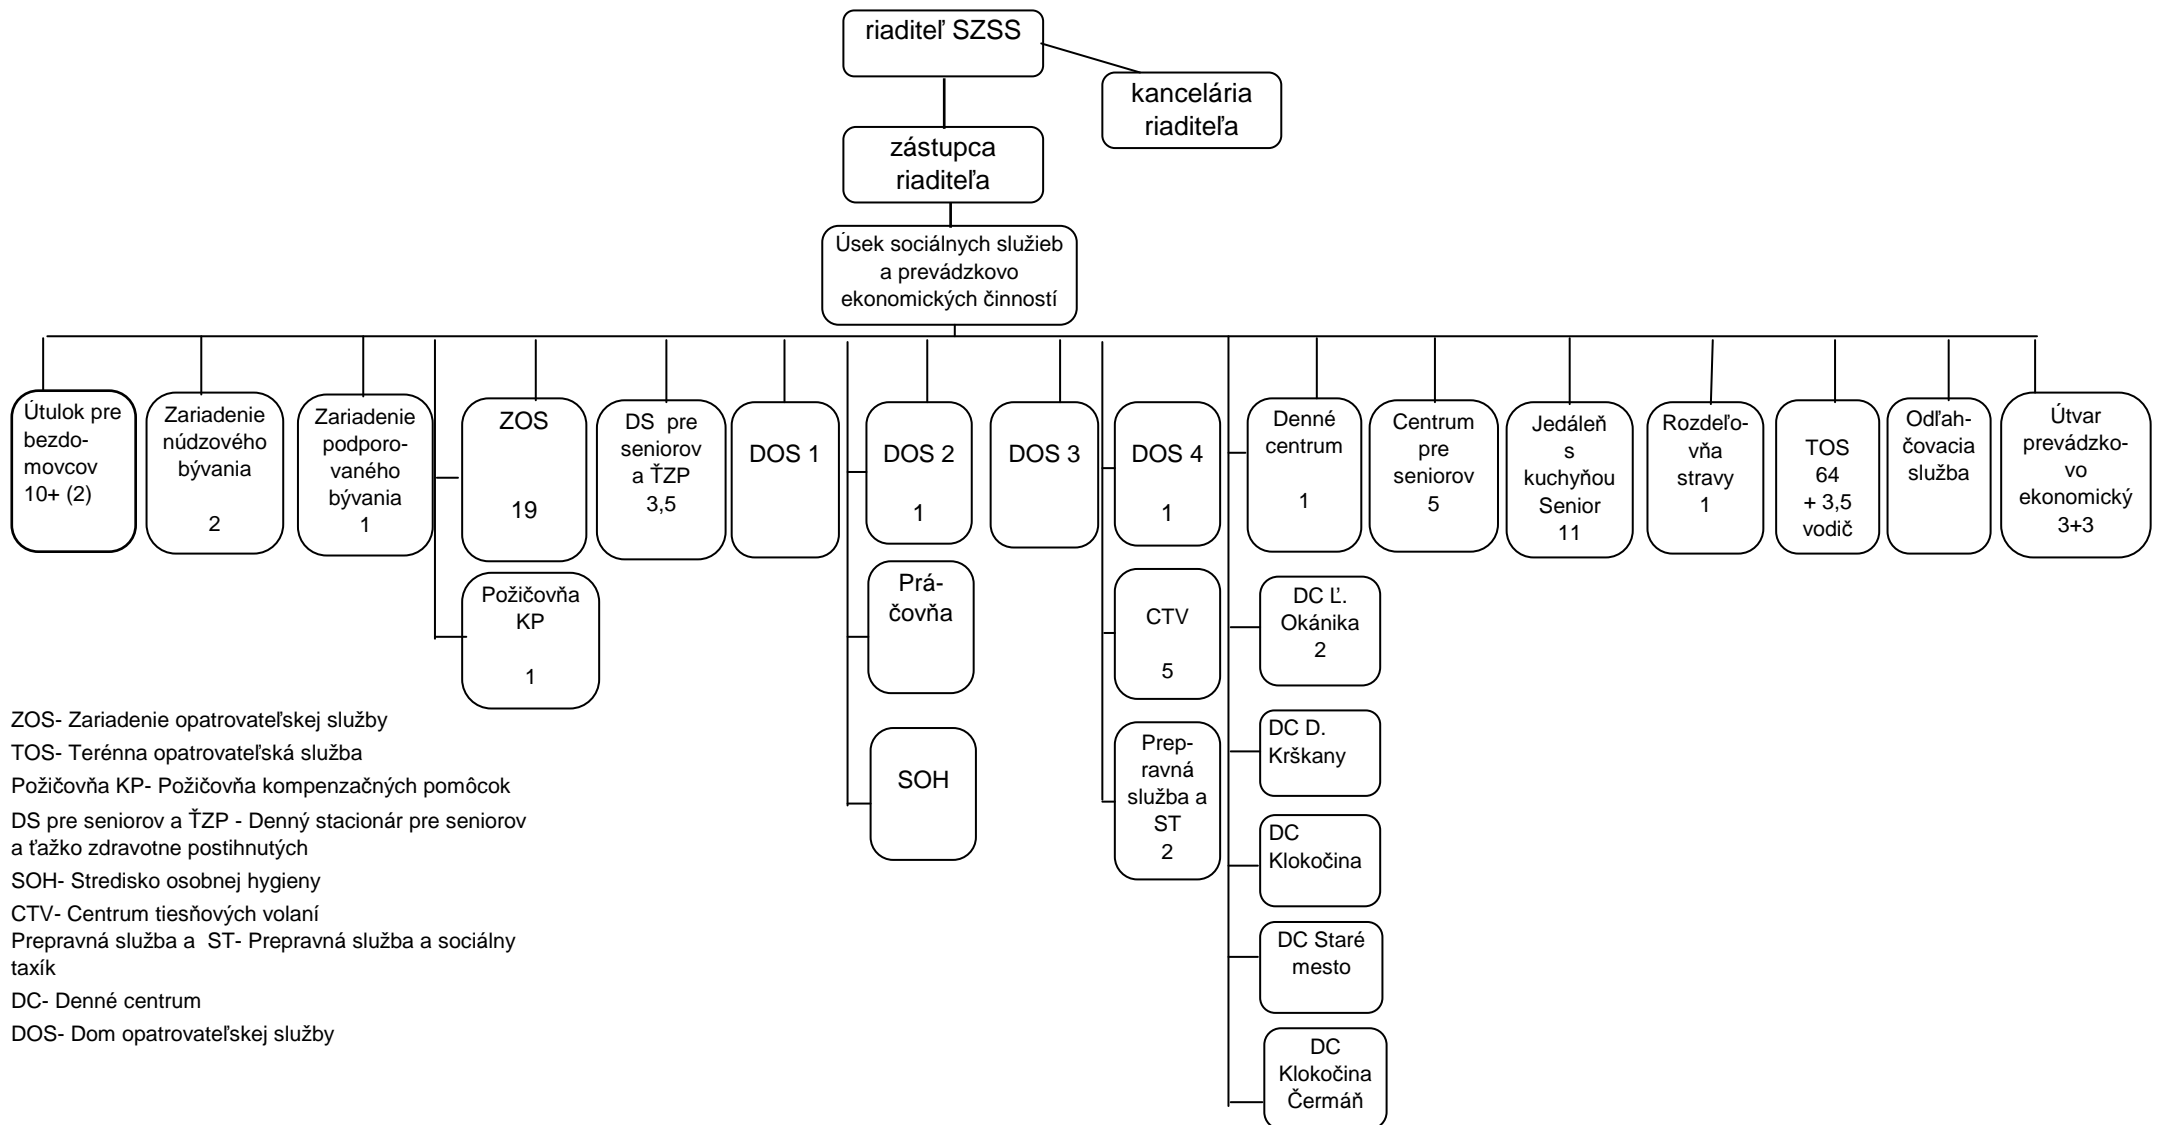 riaditeľ SZSS
kancelária
riaditeľa
zástupca
riaditeľa
Úsek sociálnych služieb
a prevádzkovo
ekonomických činností
Útulok pre
bezdo-
movcov
10+ (2)
Zariadenie
núdzového
bývania
2
Zariadenie
podporo-
vaného
bývania
1
ZOS
19
DS pre
seniorov
a ŤZP
3,5
DOS 1
DOS 2
1
DOS 3
DOS 4
1
Denné
centrum
1
Centrum
pre
seniorov
5
Jedáleň
s
kuchyňou
Senior
11
Rozdeľo-
vňa
stravy
1
TOS
64
+ 3,5
vodič
Odľah-
čovacia
služba
Útvar
prevádzko-
vo
ekonomický
3+3
Požičovňa
KP
1
Prá-
čovňa
SOH
CTV
5
Prep-
ravná
služba a
ST
2
DC Ľ.
Okánika
2
DC D.
Krškany
DC
Klokočina
DC Staré
mesto
DC
Klokočina
Čermáň
ZOS- Zariadenie opatrovateľskej služby
TOS- Terénna opatrovateľská služba
Požičovňa KP- Požičovňa kompenzačných pomôcok
DS pre seniorov a ŤZP - Denný stacionár pre seniorov
a ťažko zdravotne postihnutých
SOH- Stredisko osobnej hygieny
CTV- Centrum tiesňových volaní
Prepravná služba a ST- Prepravná služba a sociálny
taxík
DC- Denné centrum
DOS- Dom opatrovateľskej služby